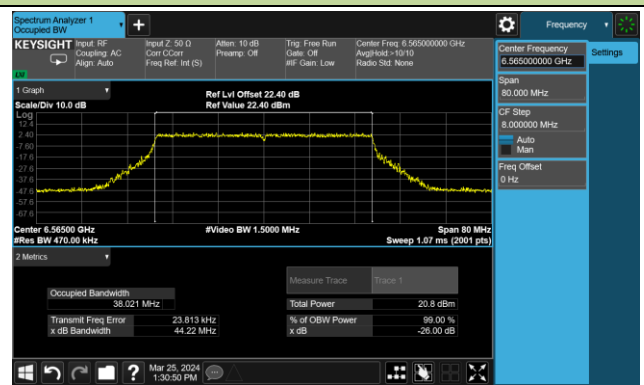 Spectrum Analyzer 1
Occupied BW
Frequency
KEYSIGHT
Input: RF
Coupling: AC
Align: Auto
Input Z: 50 Ω
Corr CCorr
Freq Ref: Int (S)
Atten: 10 dB
Preamp: Off
Trig: Free Run
Gate: Off
#IF Gain: Low
Center Freq: 6.565000000 GHz
Avg|Hold:>10/10
Radio Std: None
Center Frequency
6.565000000 GHz
Settings
Span
80.000 MHz
CF Step
8.000000 MHz
Auto
Man
Freq Offset
0 Hz
1 Graph
Scale/Div 10.0 dB
Ref Lvl Offset 22.40 dB
Ref Value 22.40 dBm
Log
12.4
2.40
-7.60
-17.6
-27.6
-37.6
-47.6
-57.6
-67.6
Center 6.56500 GHz
#Res BW 470.00 kHz
#Video BW 1.5000 MHz
Span 80 MHz
Sweep 1.07 ms (2001 pts)
2 Metrics
Measure Trace
Trace 1
Occupied Bandwidth
38.021 MHz
Total Power
20.8 dBm
Transmit Freq Error
23.813 kHz
% of OBW Power
99.00 %
x dB Bandwidth
44.22 MHz
x dB
-26.00 dB
?
Mar 25, 2024
1:30:50 PM